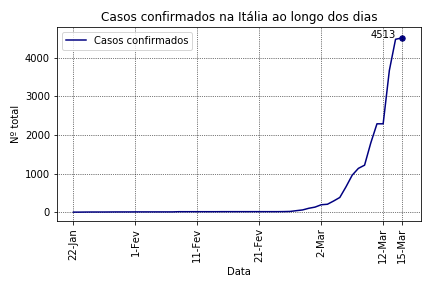 Casos confirmados na Itália ao longo dos dias
Casos confirmados
4513
Nº total
4000
3000
2000
1000
0
22-Jan
1-Fev
11-Fev
21-Fev
2-Mar
12-Mar
15-Mar
Data